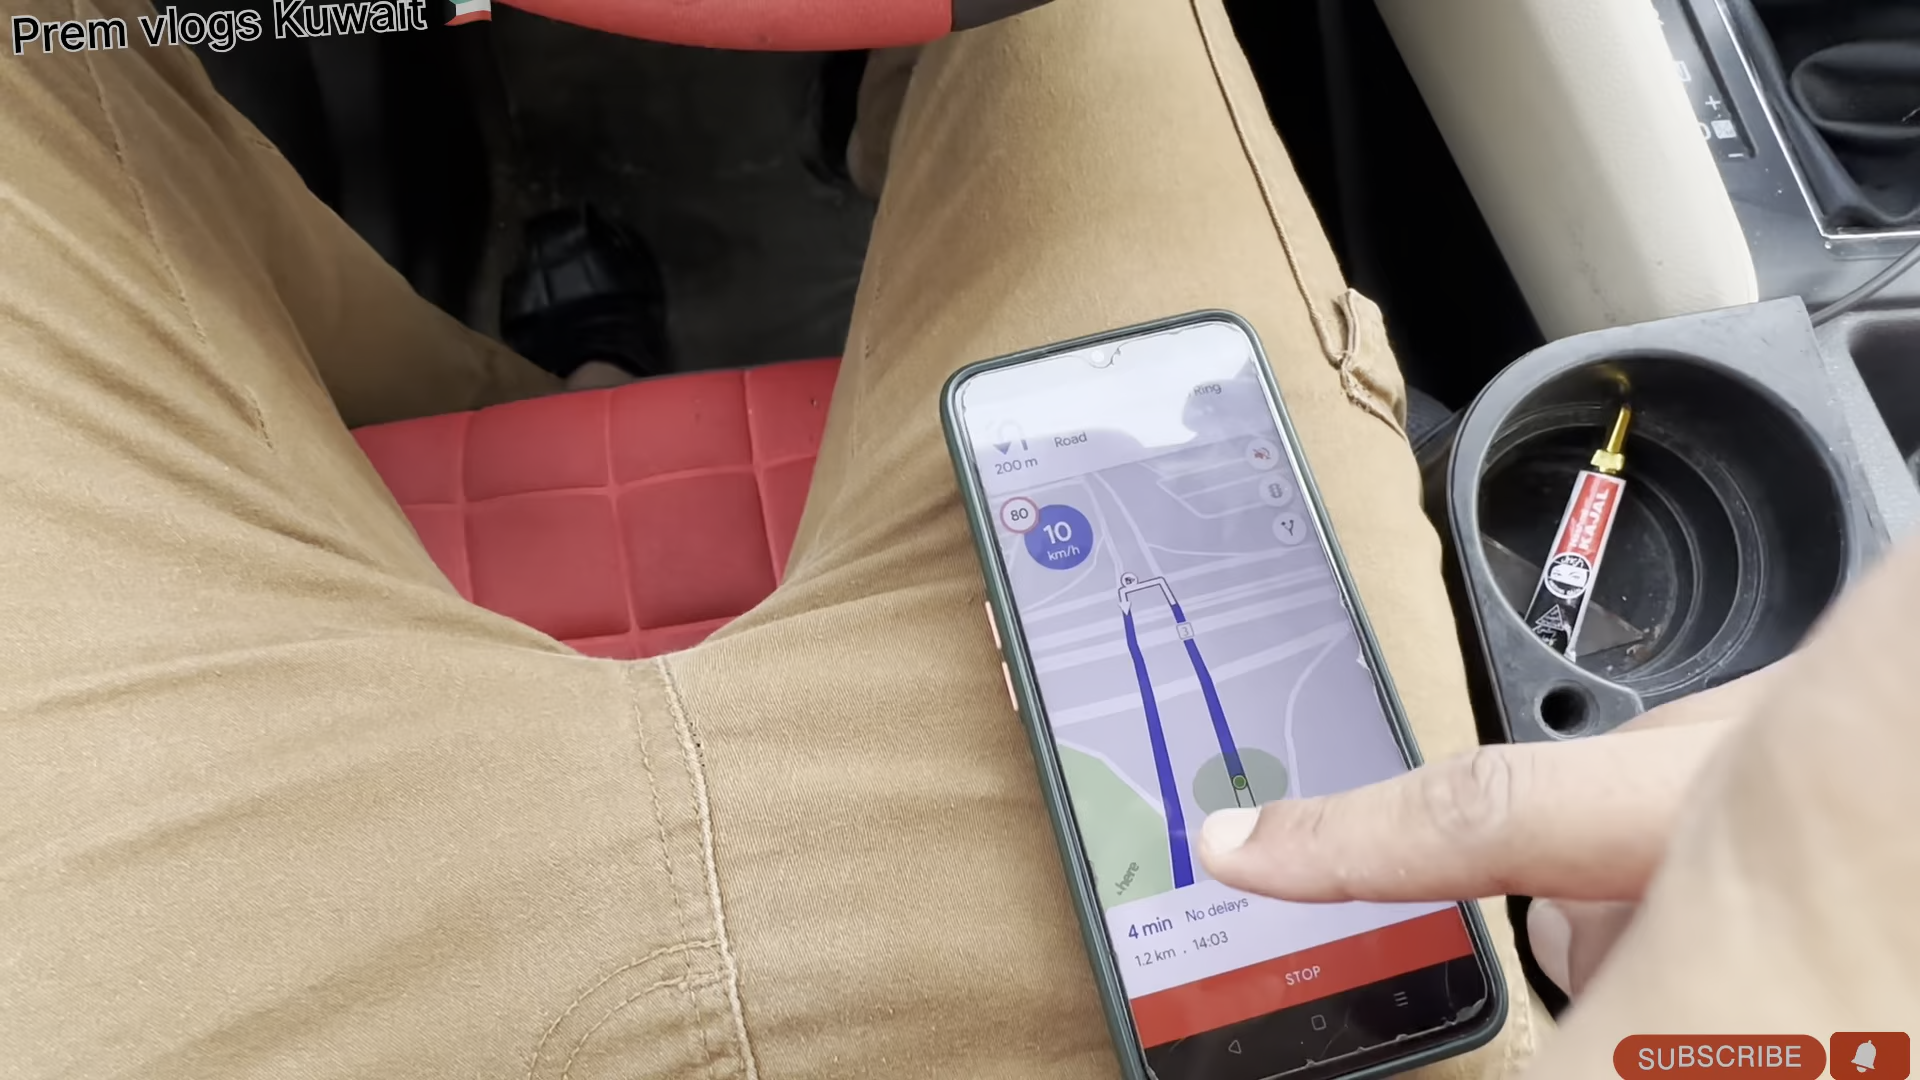 Prem vlogs Kuwait 🇰🇼
Ring
Road
200 m
80
10
km/h
3
here
4 min No delays
1.2 km . 14:03
STOP
KAJAL
SUBSCRIBE